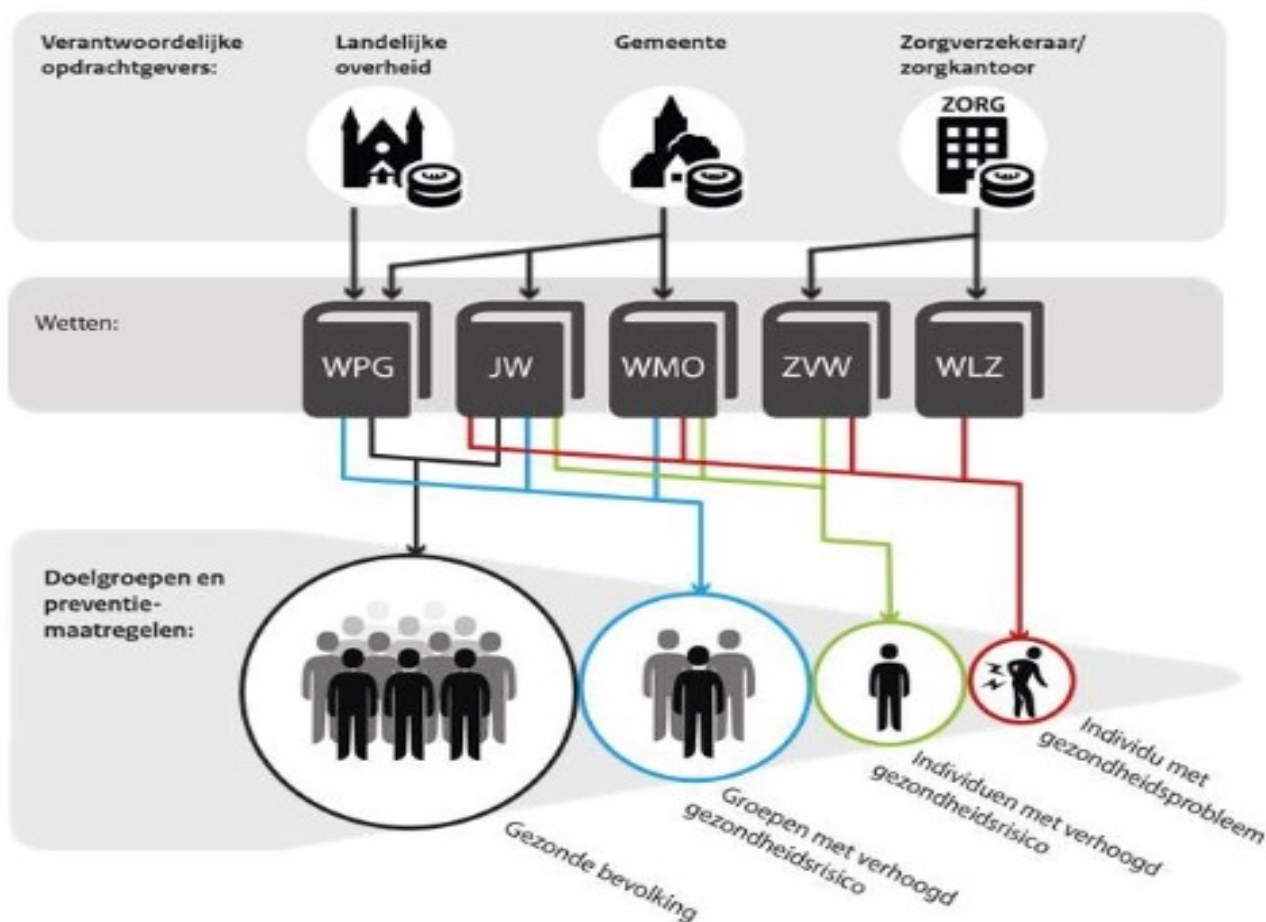 Verantwoordelijke
opdrachtgevers:
Landelijke
overheid
Gemeente
Zorgverzekeraar/
zorgkantoor
ZORG
Wetten:
WPG
JW
WMO
ZVW
WLZ
Doelgroepen en
preventie-
maatregelen:
Gezonde bevolking
Groepen met verhoogd
gezondheidsrisico
Individuen met verhoogd
gezondheidsrisico
Individu met
gezondheidsprobleem